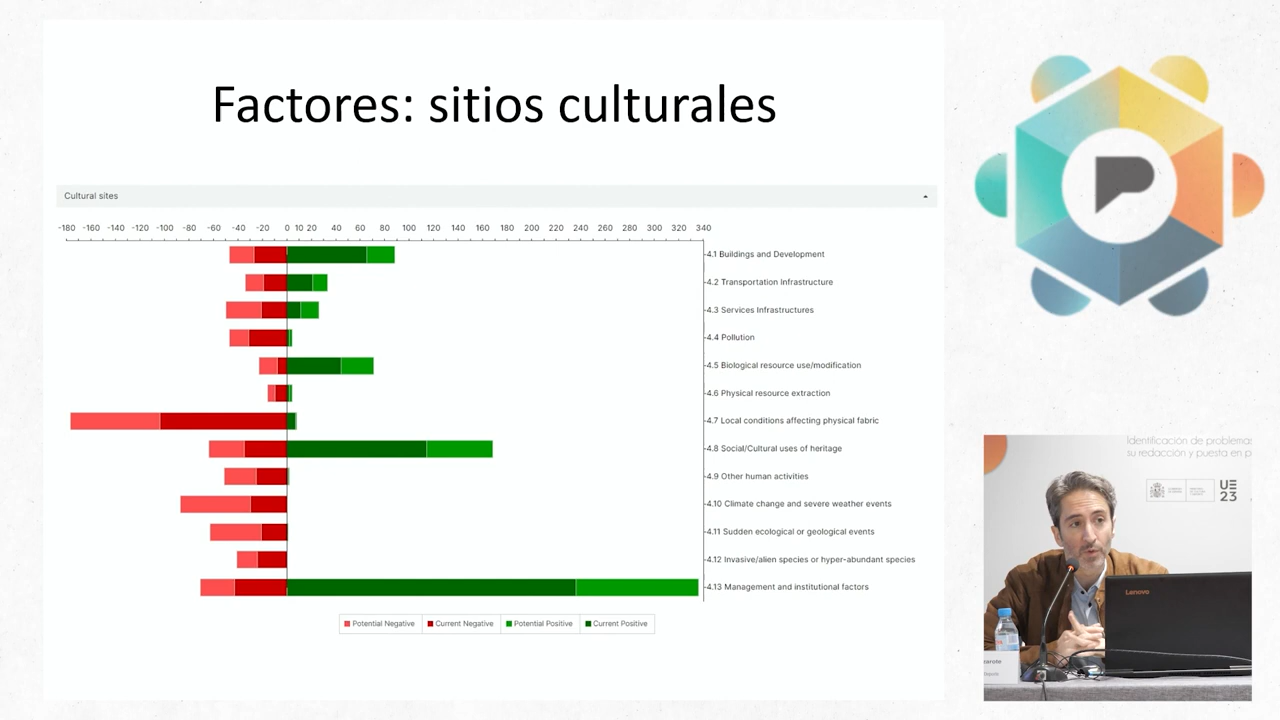 Factores: sitios culturales
Cultural sites
-180 -160 -140 -120 -100 -80 -60 -40 -20 0 10 20 40 60 80 100 120 140 160 180 200 220 240 260 280 300 320 340
4.1 Buildings and Development
4.2 Transportation Infrastructure
4.3 Services Infrastructures
4.4 Pollution
4.5 Biological resource use/modification
4.6 Physical resource extraction
4.7 Local conditions affecting physical fabric
4.8 Social/Cultural uses of heritage
4.9 Other human activities
4.10 Climate change and severe weather events
4.11 Sudden ecological or geological events
4.12 Invasive/alien species or hyper-abundant species
4.13 Management and institutional factors
Potential Negative Current Negative Potential Positive Current Positive
Identificación de problemas
su redacción y puesta en p
UE
23
Lenovo
zarote